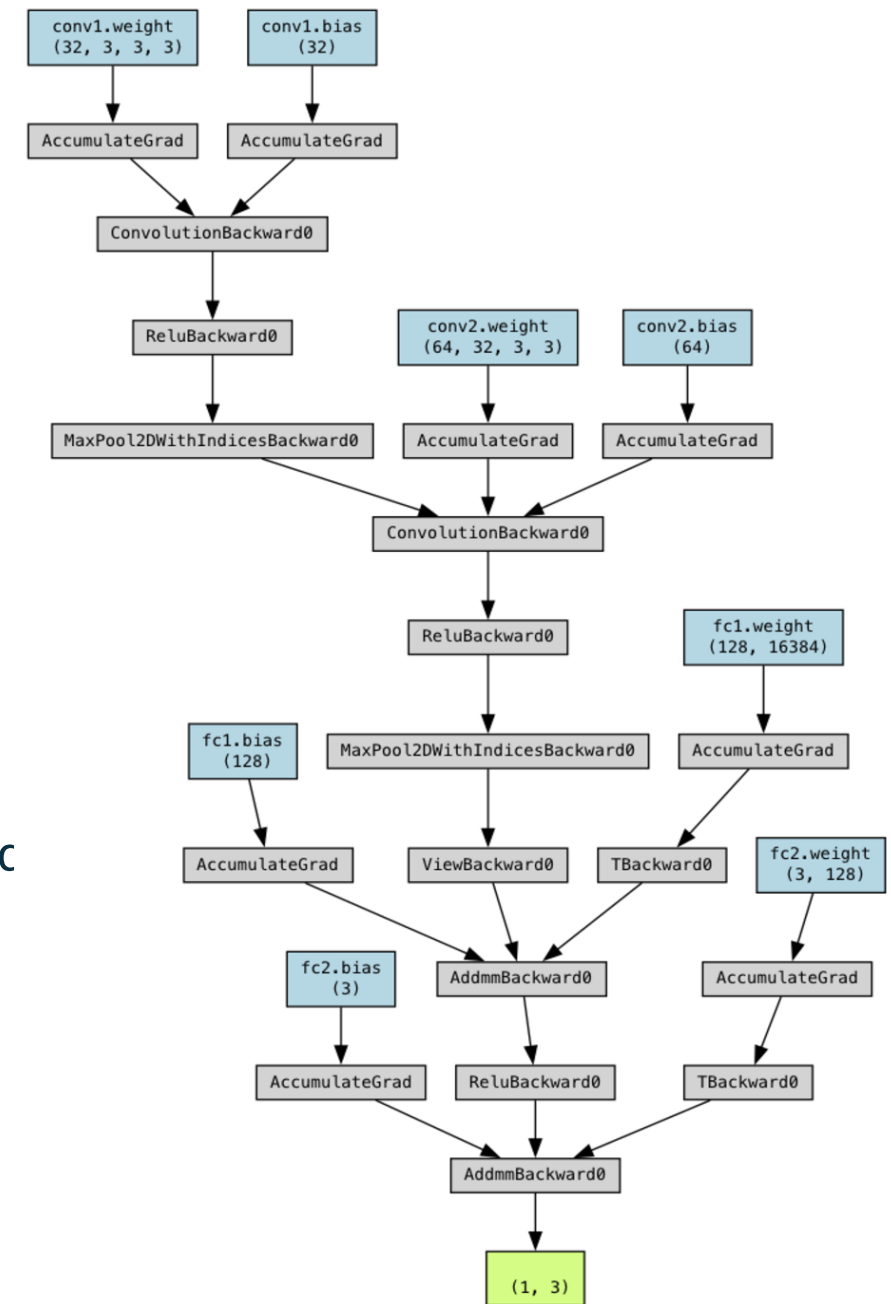 conv1.weight
(32, 3, 3, 3)
conv1.bias
(32)
AccumulateGrad
AccumulateGrad
ConvolutionBackward0
ReluBackward0
conv2.weight
(64, 32, 3, 3)
conv2.bias
(64)
MaxPool2DWithIndicesBackward0
AccumulateGrad
AccumulateGrad
ConvolutionBackward0
ReluBackward0
fc1.weight
(128, 16384)
fc1.bias
(128)
MaxPool2DWithIndicesBackward0
AccumulateGrad
AccumulateGrad
ViewBackward0
TBackward0
fc2.weight
(3, 128)
fc2.bias
(3)
AddmmBackward0
AccumulateGrad
AccumulateGrad
ReluBackward0
TBackward0
AddmmBackward0
(1, 3)